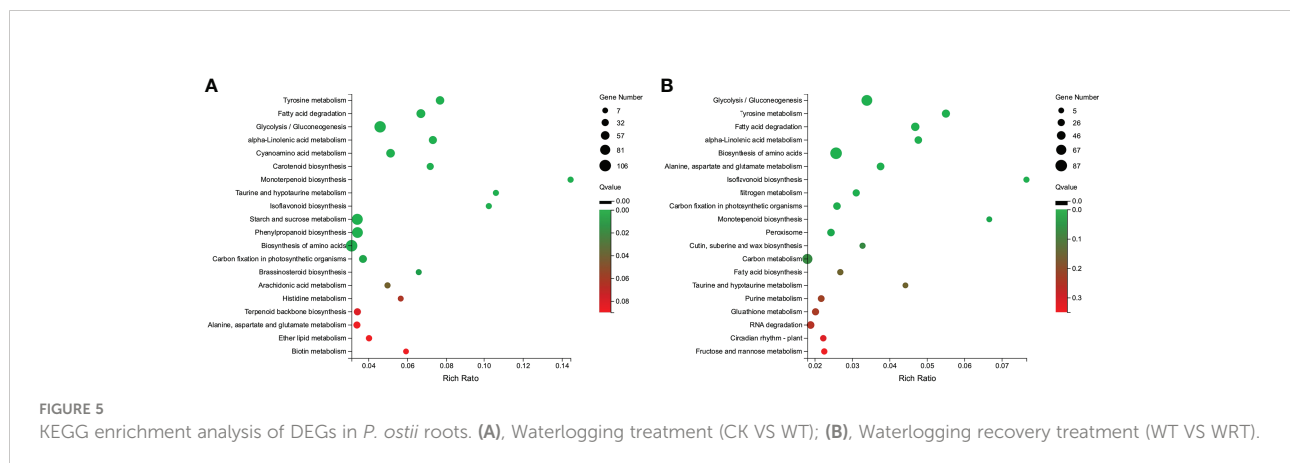 A
Tyrosine metabolism
Fatty acid degradation
Glycolysis / Gluconeogenesis
alpha-Linolenic acid metabolism
Cyanoamino acid metabolism
Carotenoid biosynthesis
Monoterpenoid biosynthesis
Taurine and hypotaurine metabolism
Isoflavonoid biosynthesis
Starch and sucrose metabolism
Phenylpropanoid biosynthesis
Biosynthesis of amino acids
Carbon fixation in photosynthetic organisms
Brassinosteroid biosynthesis
Arachidonic acid metabolism
Histidine metabolism
Terpenoid backbone biosynthesis
Alanine, aspartate and glutamate metabolism
Ether lipid metabolism
Biotin metabolism
0.04 0.06 0.08 0.10 0.12 0.14
Rich Rato
Gene Number
7
32
57
81
106
Qvalue
0.00
0.00
0.02
0.04
0.06
0.08
B
Glycolysis / Gluconeogenesis
Tyrosine metabolism
Fatty acid degradation
alpha-Linolenic acid metabolism
Biosynthesis of amino acids
Alanine, aspartate and glutamate metabolism
Isoflavonoid biosynthesis
Nitrogen metabolism
Carbon fixation in photosynthetic organisms
Monotepenoid biosynthesis
Peroxisome
Cutin, suberine and wax biosynthesis
Carbon metabolism
Fatty acid biosynthesis
Taurine and hyptaurine metabolism
Purine metabolism
Gluathione metabolism
RNA degradation
Circadian rhythm - plant
Fructose and mannose metabolism
0.02 0.03 0.04 0.05 0.06 0.07
Rich Ratio
Gene Number
5
26
46
67
87
Qvalue
0.0
0.0
0.1
0.2
0.3
FIGURE 5
KEGG enrichment analysis of DEGs in P. ostii roots. (A), Waterlogging treatment (CK VS WT); (B), Waterlogging recovery treatment (WT VS WRT).